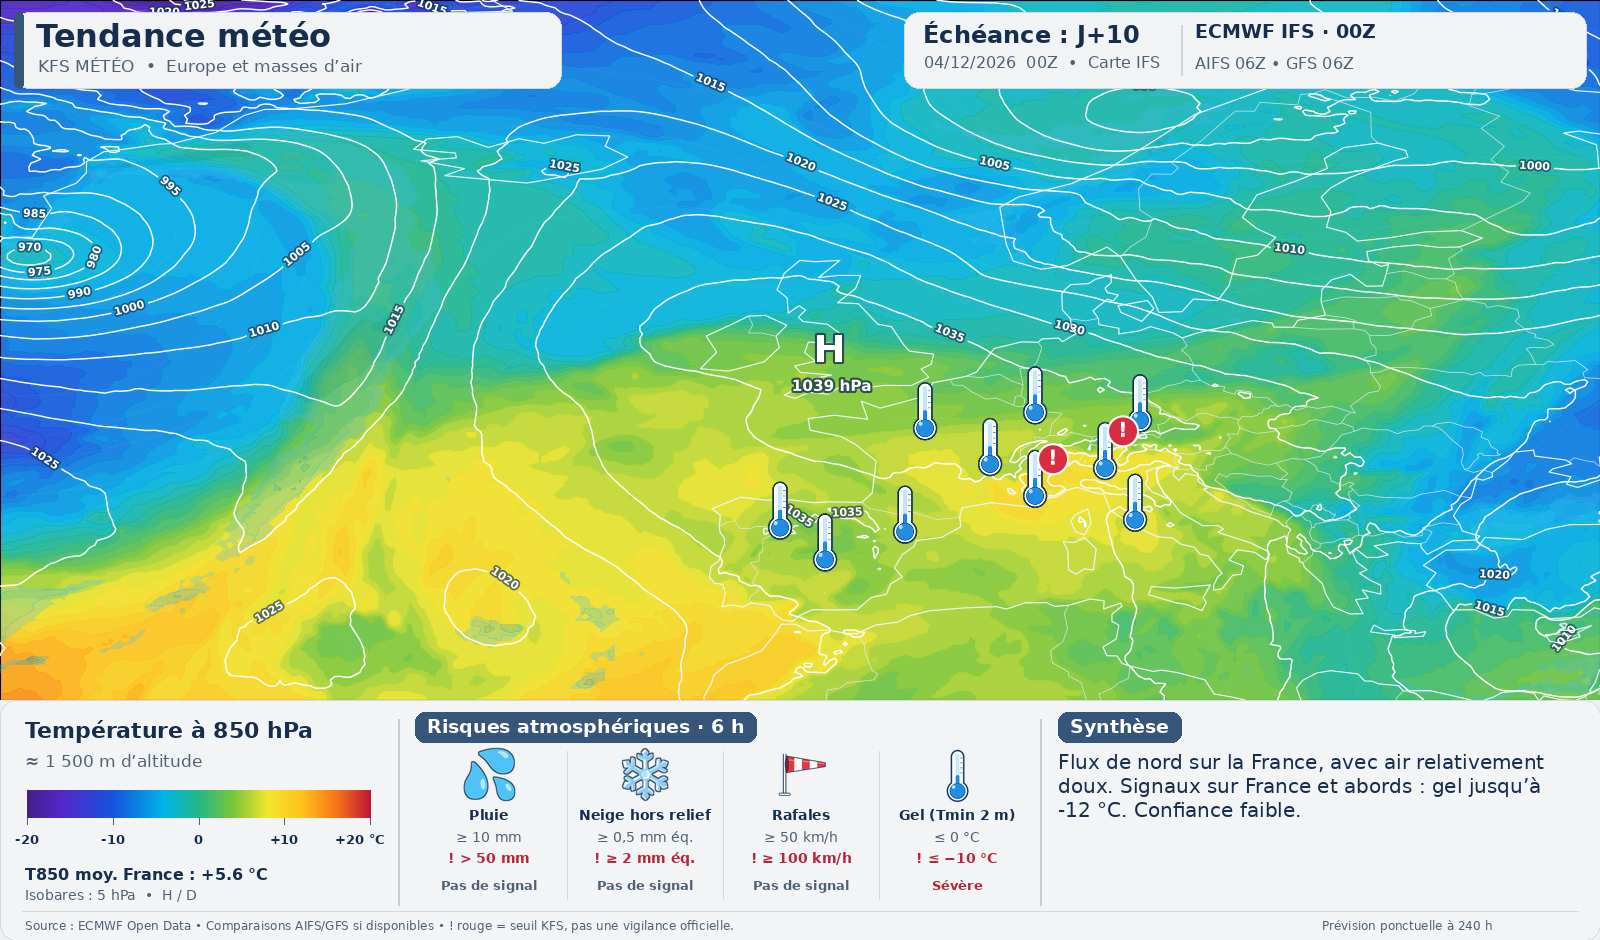 Tendance météo
KFS MÉTÉO • Europe et masses d’air
Échéance : J+10
04/12/2026 00Z • Carte IFS
ECMWF IFS · 00Z
AIFS 06Z • GFS 06Z
1020
1025
1015
1015
1025
1020
1005
1000
995
985
1025
970
980
1005
1010
975
990
1000
1015
1010
1035
1030
H
1039 hPa
!
!
1025
1035
1035
1020
1020
1025
1015
1010
Température à 850 hPa
≈ 1 500 m d’altitude
-20 -10 0 +10 +20 °C
T850 moy. France : +5.6 °C
Isobares : 5 hPa • H / D
Risques atmosphériques · 6 h
Pluie
≥ 10 mm
! > 50 mm
Pas de signal
Neige hors relief
≥ 0,5 mm éq.
! ≥ 2 mm éq.
Pas de signal
Rafales
≥ 50 km/h
! ≥ 100 km/h
Pas de signal
Gel (Tmin 2 m)
≤ 0 °C
! ≤ −10 °C
Sévère
Synthèse
Flux de nord sur la France, avec air relativement
doux. Signaux sur France et abords : gel jusqu’à
-12 °C. Confiance faible.
Source : ECMWF Open Data • Comparaisons AIFS/GFS si disponibles • ! rouge = seuil KFS, pas une vigilance officielle.
Prévision ponctuelle à 240 h